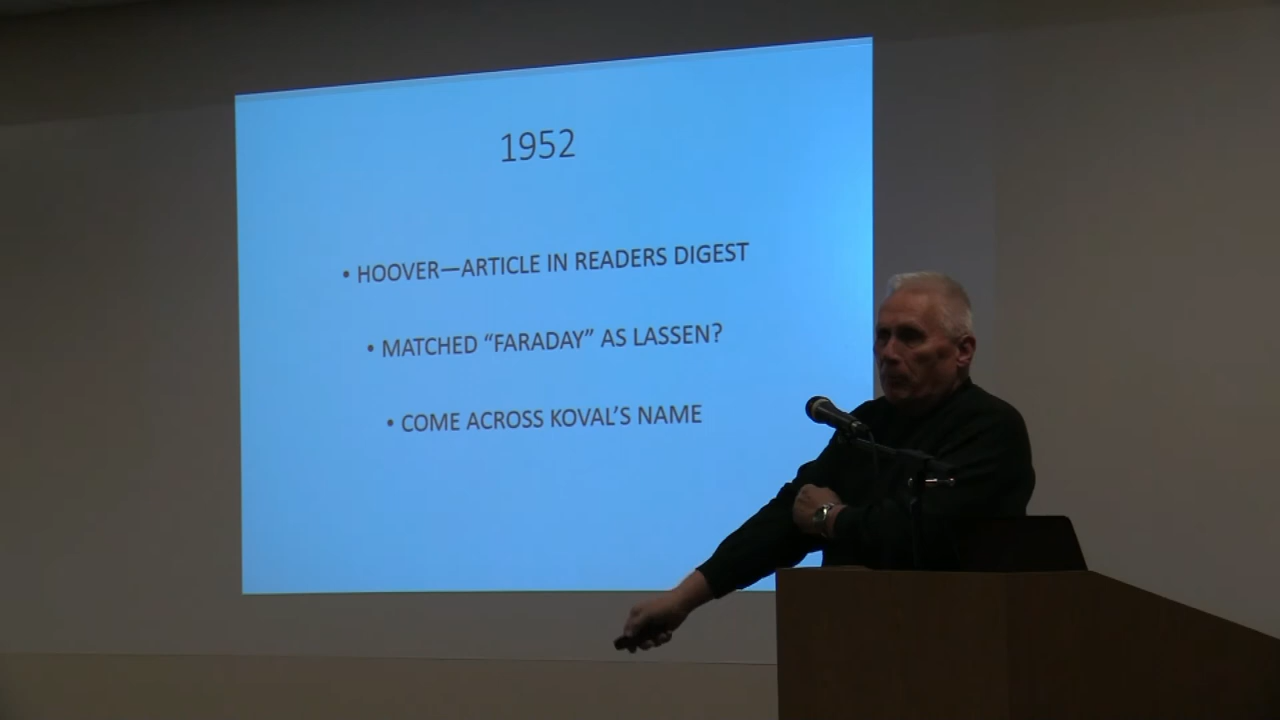 1952
• HOOVER—ARTICLE IN READERS DIGEST
• MATCHED “FARADAY” AS LASSEN?
• COME ACROSS KOVAL’S NAME